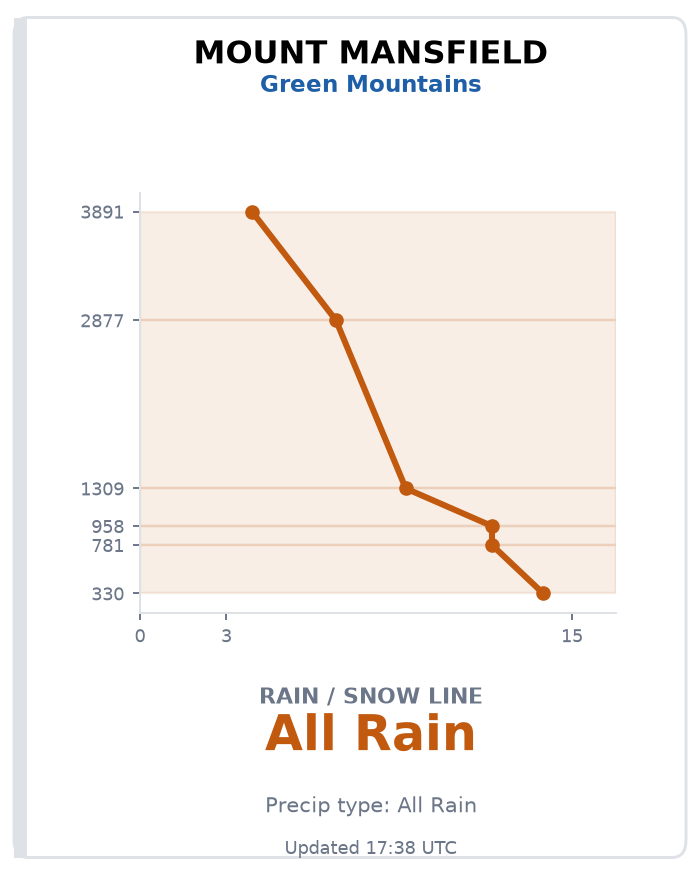 MOUNT MANSFIELD
Green Mountains
3891
2877
1309
958
781
330
0 3 15
RAIN / SNOW LINE
All Rain
Precip type: All Rain
Updated 17:38 UTC